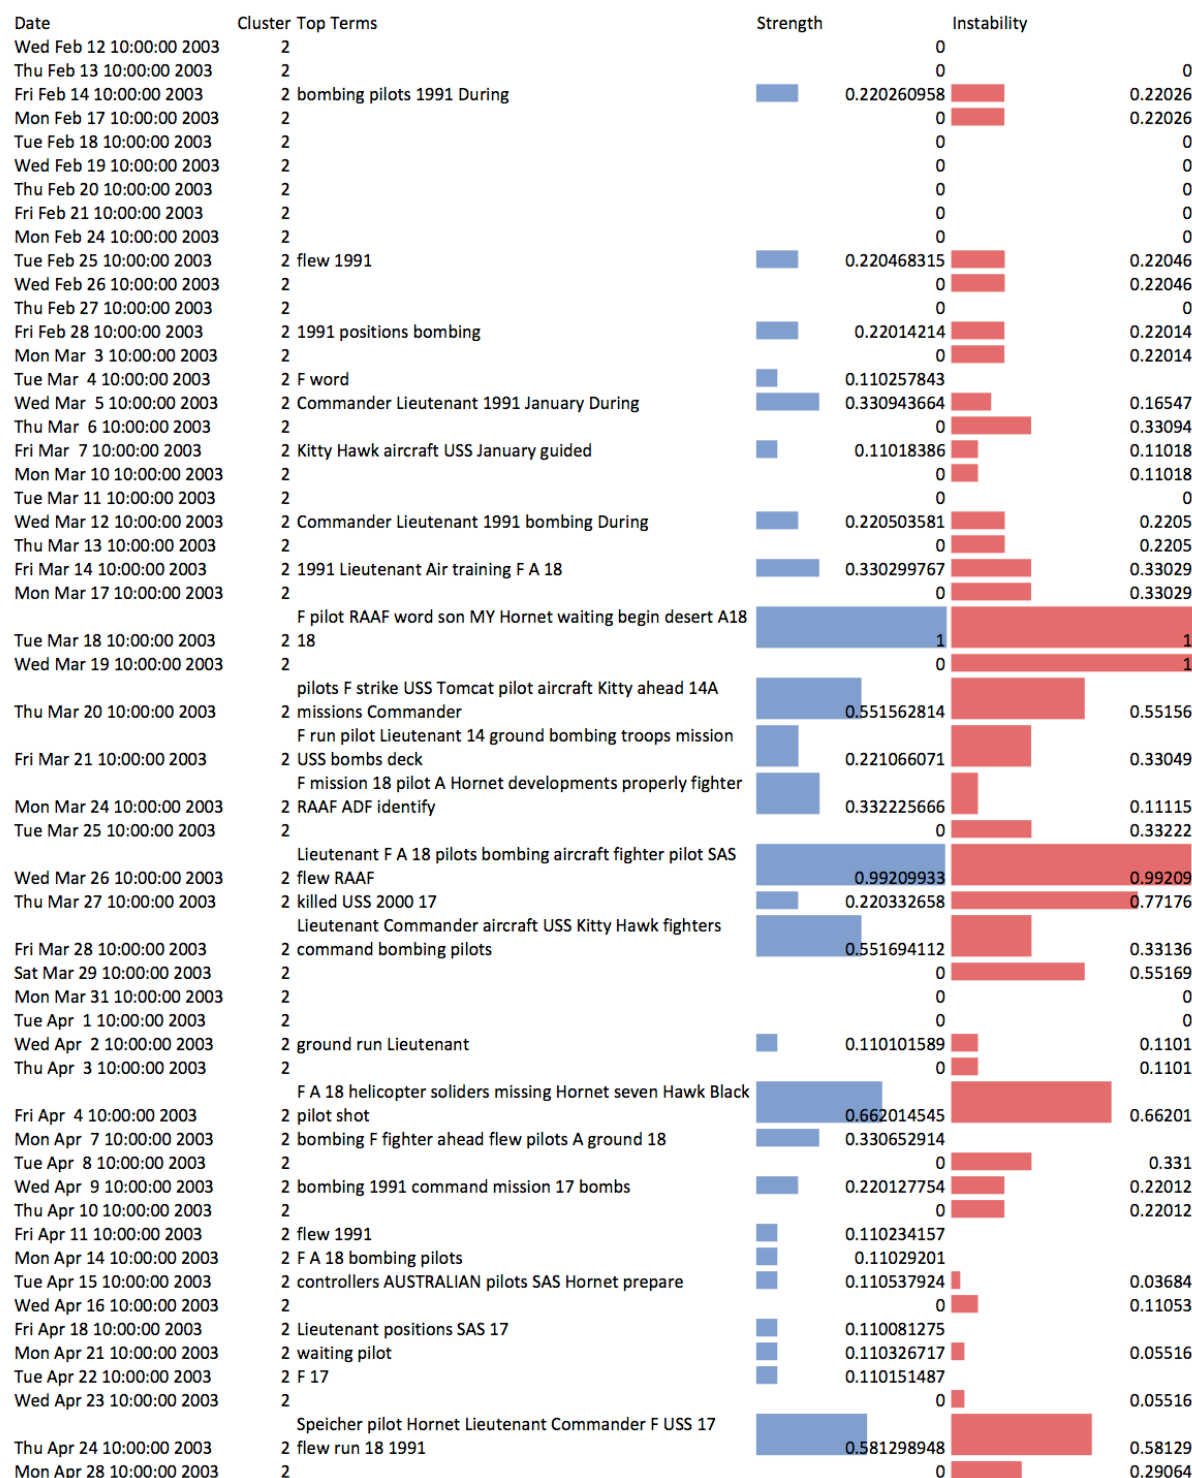 Date Cluster Top Terms Strength Instability
Wed Feb 12 10:00:00 2003 2 0
Thu Feb 13 10:00:00 2003 2 0 0
Fri Feb 14 10:00:00 2003 2 bombing pilots 1991 During 0.220260958 0.22026
Mon Feb 17 10:00:00 2003 2 0 0.22026
Tue Feb 18 10:00:00 2003 2 0 0
Wed Feb 19 10:00:00 2003 2 0 0
Thu Feb 20 10:00:00 2003 2 0 0
Fri Feb 21 10:00:00 2003 2 0 0
Mon Feb 24 10:00:00 2003 2 0 0
Tue Feb 25 10:00:00 2003 2 flew 1991 0.220468315 0.22046
Wed Feb 26 10:00:00 2003 2 0 0.22046
Thu Feb 27 10:00:00 2003 2 0 0
Fri Feb 28 10:00:00 2003 2 1991 positions bombing 0.22014214 0.22014
Mon Mar 3 10:00:00 2003 2 0 0.22014
Tue Mar 4 10:00:00 2003 2 F word 0.110257843
Wed Mar 5 10:00:00 2003 2 Commander Lieutenant 1991 January During 0.330943664 0.16547
Thu Mar 6 10:00:00 2003 2 0 0.33094
Fri Mar 7 10:00:00 2003 2 Kitty Hawk aircraft USS January guided 0.11018386 0.11018
Mon Mar 10 10:00:00 2003 2 0 0.11018
Tue Mar 11 10:00:00 2003 2 0 0
Wed Mar 12 10:00:00 2003 2 Commander Lieutenant 1991 bombing During 0.220503581 0.2205
Thu Mar 13 10:00:00 2003 2 0 0.2205
Fri Mar 14 10:00:00 2003 2 1991 Lieutenant Air training F A 18 0.330299767 0.33029
Mon Mar 17 10:00:00 2003 2 0 0.33029
F pilot RAAF word son MY Hornet waiting begin desert A18
Tue Mar 18 10:00:00 2003 2 18 1 1
Wed Mar 19 10:00:00 2003 2 0 1
pilots F strike USS Tomcat pilot aircraft Kitty ahead 14A
Thu Mar 20 10:00:00 2003 2 missions Commander 0.551562814 0.55156
F run pilot Lieutenant 14 ground bombing troops mission
Fri Mar 21 10:00:00 2003 2 USS bombs deck 0.221066071 0.33049
F mission 18 pilot A Hornet developments properly fighter
Mon Mar 24 10:00:00 2003 2 RAAF ADF identify 0.332225666 0.11115
Tue Mar 25 10:00:00 2003 2 0 0.33222
Lieutenant F A 18 pilots bombing aircraft fighter pilot SAS
Wed Mar 26 10:00:00 2003 2 flew RAAF 0.99209933 0.99209
Thu Mar 27 10:00:00 2003 2 killed USS 2000 17 0.220332658 0.77176
Lieutenant Commander aircraft USS Kitty Hawk fighters
Fri Mar 28 10:00:00 2003 2 command bombing pilots 0.551694112 0.33136
Sat Mar 29 10:00:00 2003 2 0 0.55169
Mon Mar 31 10:00:00 2003 2 0 0
Tue Apr 1 10:00:00 2003 2 0 0
Wed Apr 2 10:00:00 2003 2 ground run Lieutenant 0.110101589 0.1101
Thu Apr 3 10:00:00 2003 2 0 0.1101
F A 18 helicopter soliders missing Hornet seven Hawk Black
Fri Apr 4 10:00:00 2003 2 pilot shot 0.662014545 0.66201
Mon Apr 7 10:00:00 2003 2 bombing F fighter ahead flew pilots A ground 18 0.330652914
Tue Apr 8 10:00:00 2003 2 0 0.331
Wed Apr 9 10:00:00 2003 2 bombing 1991 command mission 17 bombs 0.220127754 0.22012
Thu Apr 10 10:00:00 2003 2 0 0.22012
Fri Apr 11 10:00:00 2003 2 flew 1991 0.110234157
Mon Apr 14 10:00:00 2003 2 F A 18 bombing pilots 0.11029201
Tue Apr 15 10:00:00 2003 2 controllers AUSTRALIAN pilots SAS Hornet prepare 0.110537924 0.03684
Wed Apr 16 10:00:00 2003 2 0 0.11053
Fri Apr 18 10:00:00 2003 2 Lieutenant positions SAS 17 0.110081275
Mon Apr 21 10:00:00 2003 2 waiting pilot 0.110326717 0.05516
Tue Apr 22 10:00:00 2003 2 F 17 0.110151487
Wed Apr 23 10:00:00 2003 2 0 0.05516
Speicher pilot Hornet Lieutenant Commander F USS 17
Thu Apr 24 10:00:00 2003 2 flew run 18 1991 0.581298948 0.58129
Mon Apr 28 10:00:00 2003 2 0 0.29064